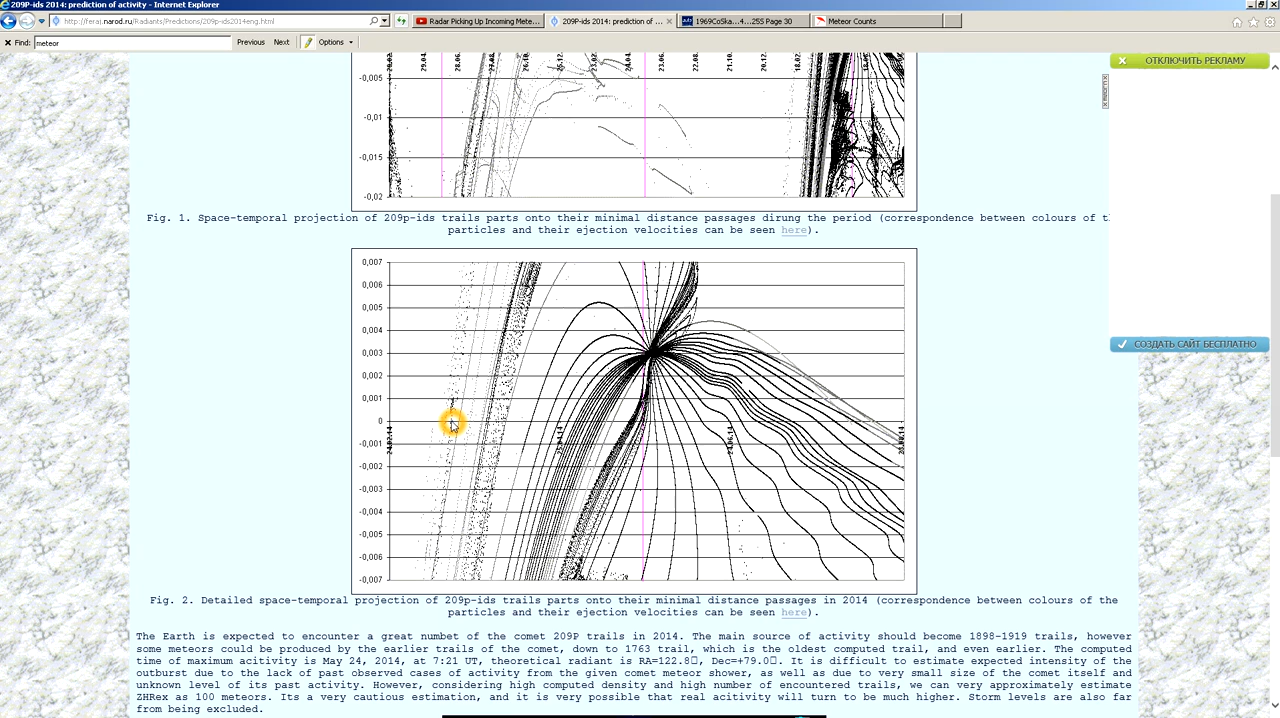 209P-ids 2014: prediction of activity - Internet Explorer
http://feraj.narod.ru/Radiants/Predictions/209p-ids2014eng.html
Radar Picking Up Incoming Mete...
209P-ids 2014: prediction of ...
1969CoSka....4...25S Page 30
Meteor Counts
Find: meteor
Previous Next Options
ОТКЛЮЧИТЬ РЕКЛАМУ
-0,005
-0,01
-0,015
-0,02
Fig. 1. Space-temporal projection of 209p-ids trails parts onto their minimal distance passages dirung the period (correspondence between colours of t
particles and their ejection velocities can be seen here).
0,007
0,006
0,005
0,004
0,003
0,002
0,001
0
-0,001
-0,002
-0,003
-0,004
-0,005
-0,006
-0,007
СОЗДАТЬ САЙТ БЕСПЛАТНО
Fig. 2. Detailed space-temporal projection of 209p-ids trails parts onto their minimal distance passages in 2014 (correspondence between colours of the
particles and their ejection velocities can be seen here).
The Earth is expected to encounter a great numbet of the comet 209P trails in 2014. The main source of activity should become 1898-1919 trails, however
some meteors could be produced by the earlier trails of the comet, down to 1763 trail, which is the oldest computed trail, and even earlier. The computed
time of maximum acitivity is May 24, 2014, at 7:21 UT, theoretical radiant is RA=122.8, Dec=+79.0. It is difficult to estimate expected intensity of the
outburst due to the lack of past observed cases of activity from the given comet meteor shower, as well as due to very small size of the comet itself and
unknown level of its past activity. However, considering high computed density and high number of encountered trails, we can very approximately estimate
ZHRex as 100 meteors. Its a very cautious estimation, and it is very possible that real acitivity will turn to be much higher. Storm levels are also far
from being excluded.